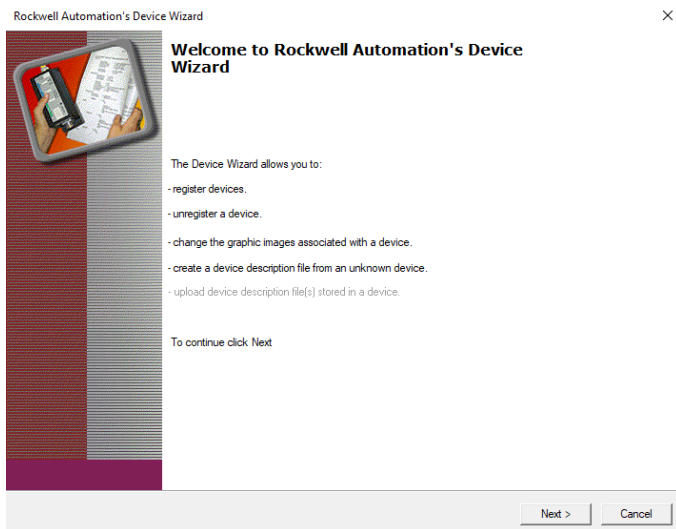 Rockwell Automation's Device Wizard
Welcome to Rockwell Automation's Device
Wizard
The Device Wizard allows you to:
- register devices.
- unregister a device.
- change the graphic images associated with a device.
- create a device description file from an unknown device.
- upload device description file(s) stored in a device.
To continue click Next
Next >
Cancel